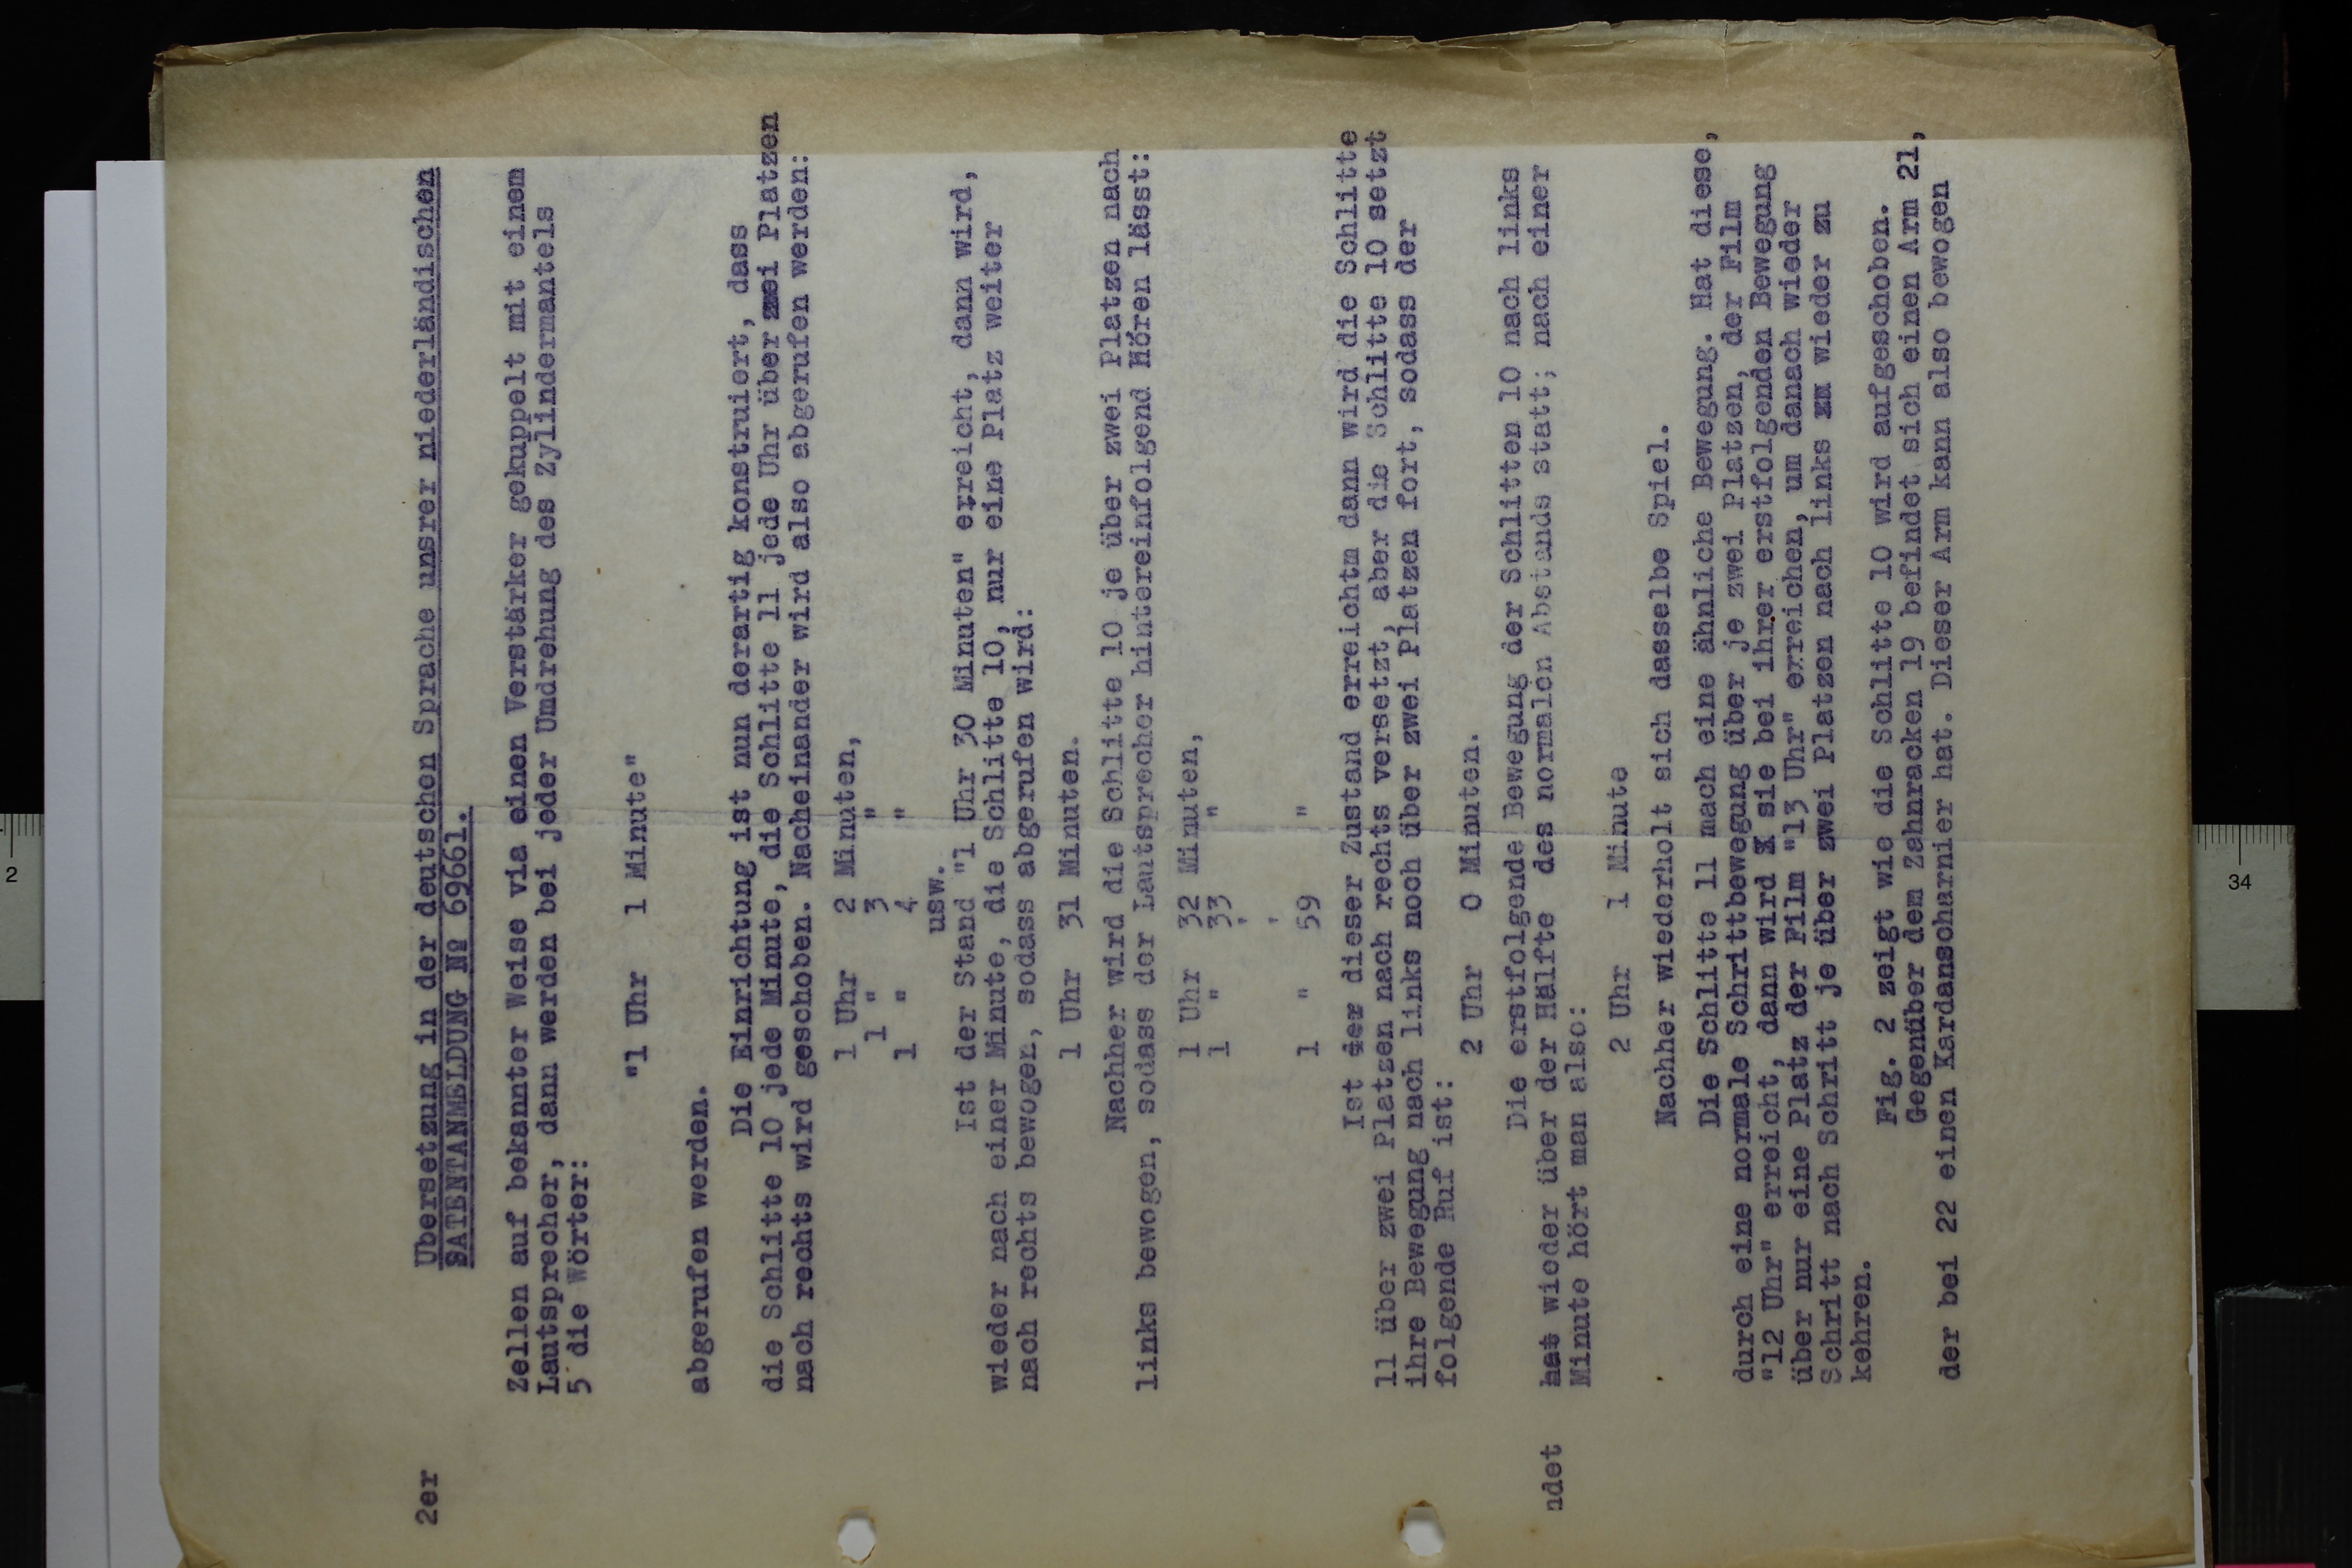 2er Ubersetzung in der deutschen Sprache unsrer niederländischen
PATENTANMELDUNG Nº 69661.
Zellen auf bekannter Weise via einen Verstärker gekuppelt mit einem
Lautsprecher, dann werden bei jeder Umdrehung des Zylindermantels
5 die Wörter:
"1 Uhr 1 Minute"
abgerufen werden.
Die Einrichtung ist nun derartig konstruiert, dass
die Schlitte 10 jede Minute, die Schlitte 11 jede Uhr über zwei Platzen
nach rechts wird geschoben. Nacheinander wird also abgerufen werden:
1 Uhr 2 Minuten,
1 " 3 "
1 " 4 "
usw.
Ist der Stand "1 Uhr 30 Minuten" erreicht, dann wird,
wieder nach einer Minute, die Schlitte 10, nur eine Platz weiter
nach rechts bewogen, sodass abgerufen wird:
1 Uhr 31 Minuten.
Nachher wird die Schlitte 10 je über zwei Platzen nach
links bewogen, sodass der Lautsprecher hintereinfolgend Hören lässt:
1 Uhr 32 Minuten,
1 " 33 "
'
'
1 " 59 "
Ist der dieser Zustand erreichtm dann wird die Schlitte
11 über zwei Platzen nach rechts versetzt, aber die Schlitte 10 setzt
ihre Bewegung nach links noch über zwei Platzen fort, sodass der
folgende Ruf ist:
2 Uhr 0 Minuten.
Die erstfolgende Bewegung der Schlitten 10 nach links
ndet hat wieder über der Hälfte des normalen Abstands statt; nach einer
Minute hört man also:
2 Uhr 1 Minute
Nachher wiederholt sich dasselbe Spiel.
Die Schlitte 11 mach eine ähnliche Bewegung. Hat diese,
durch eine normale Schrittbewegung über je zwei Platzen, der Film
"12 Uhr" erreicht, dann wird X sie bei ihrer erstfolgenden Bewegung
über nur eine Platz der Film "13 Uhr" erreichen, um danach wieder
Schritt nach Schritt je über zwei Platzen nach links zm wieder zu
kehren.
Fig. 2 zeigt wie die Schlitte 10 wird aufgeschoben.
Gegenüber dem Zahnracken 19 befindet sich einen Arm 21,
der bei 22 einen Kardanscharnier hat. Dieser Arm kann also bewogen